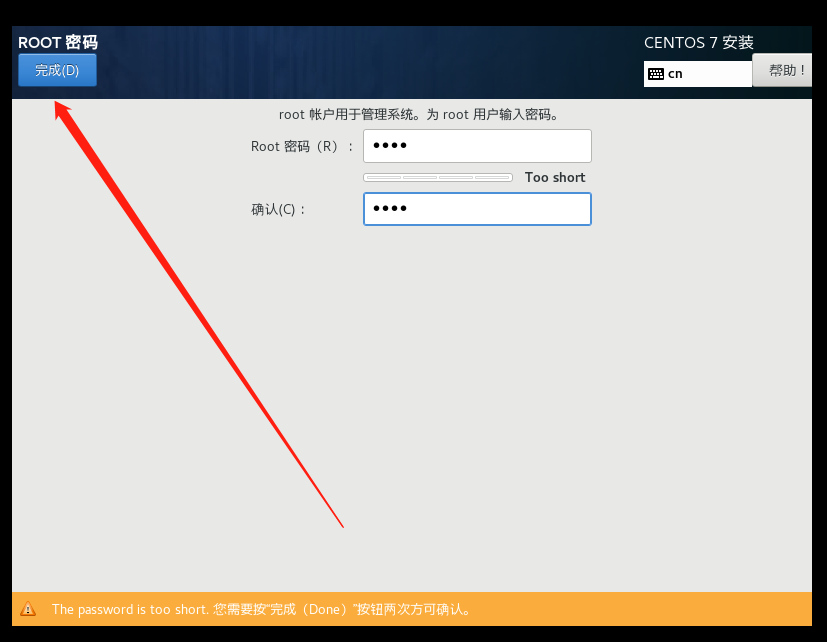 ROOT 密码
CENTOS 7 安装
完成(D)
cn
帮助！
root 帐户用于管理系统。为 root 用户输入密码。
Root 密码（R）：
••••
Too short
确认(C)：
••••
The password is too short. 您需要按“完成（Done）”按钮两次方可确认。